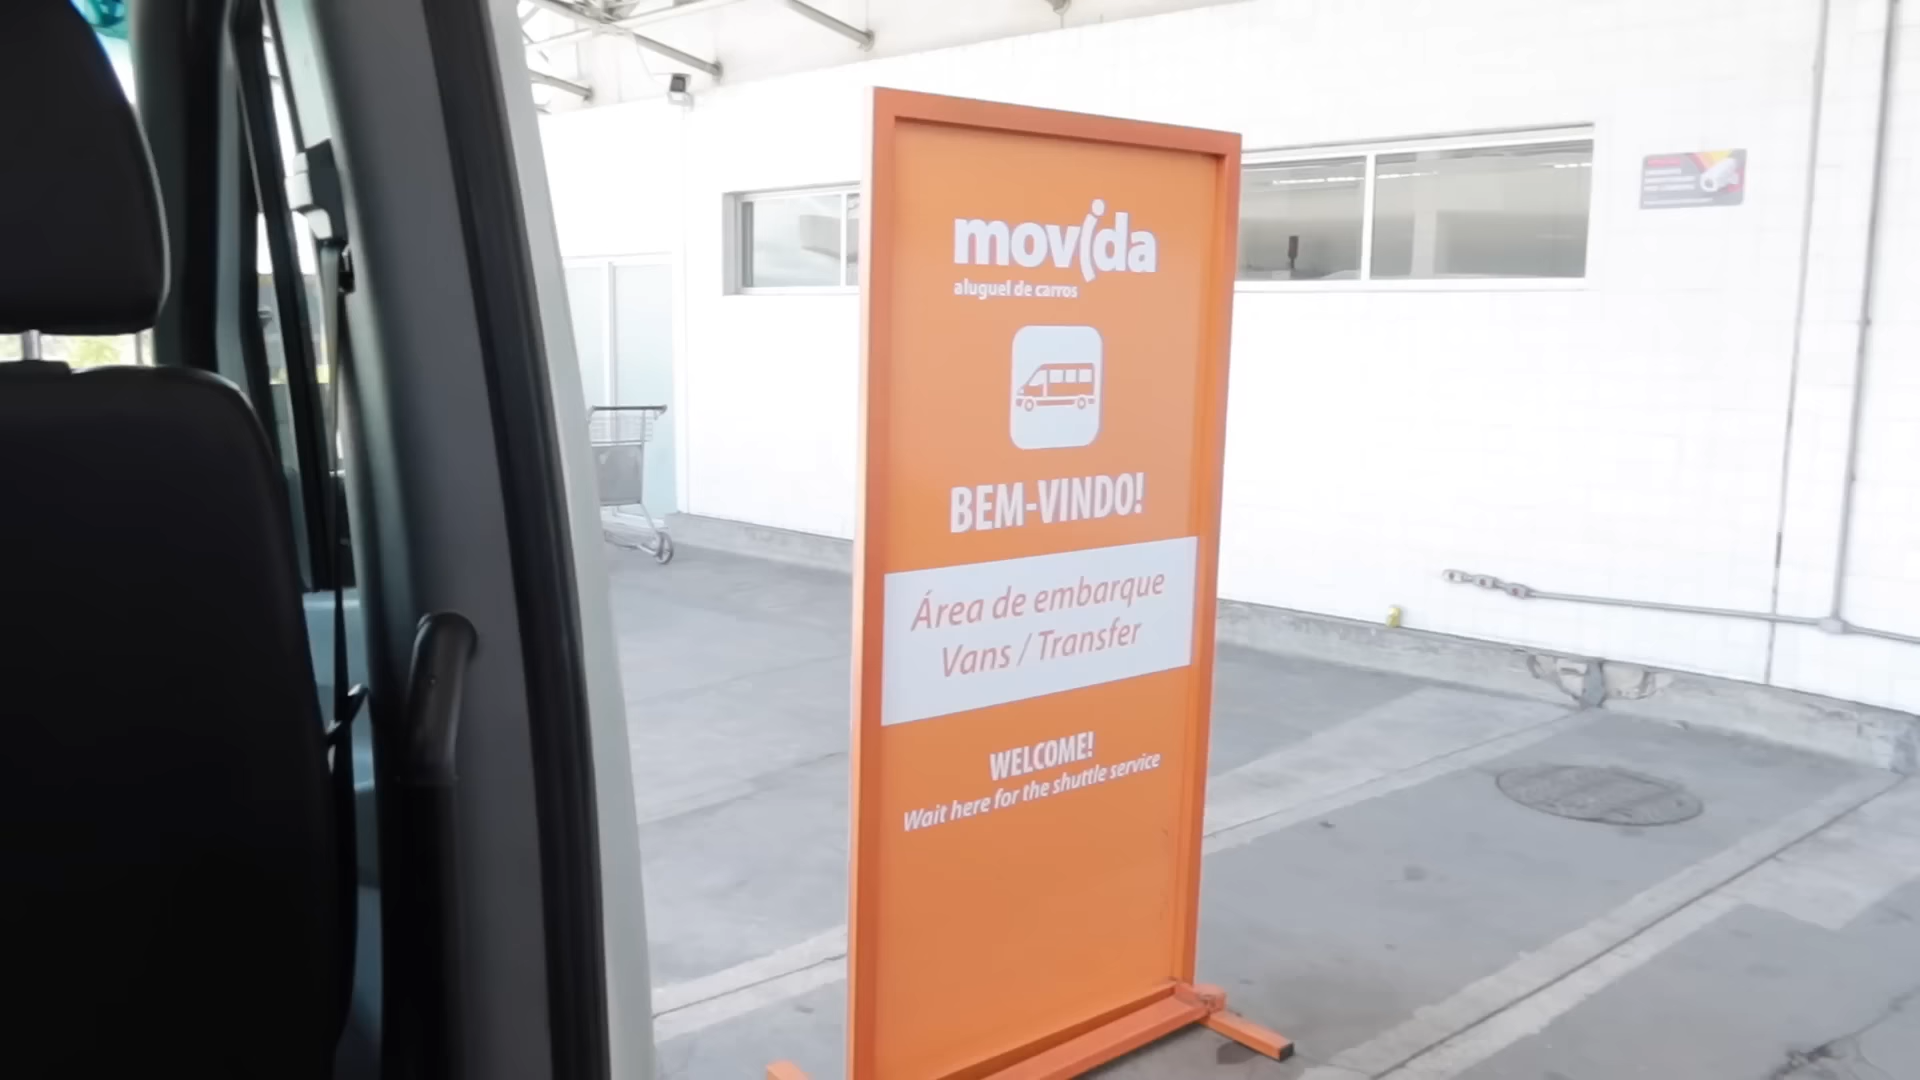 movida
aluguel de carros
BEM-VINDO!
Área de embarque
Vans / Transfer
WELCOME!
Wait here for the shuttle service